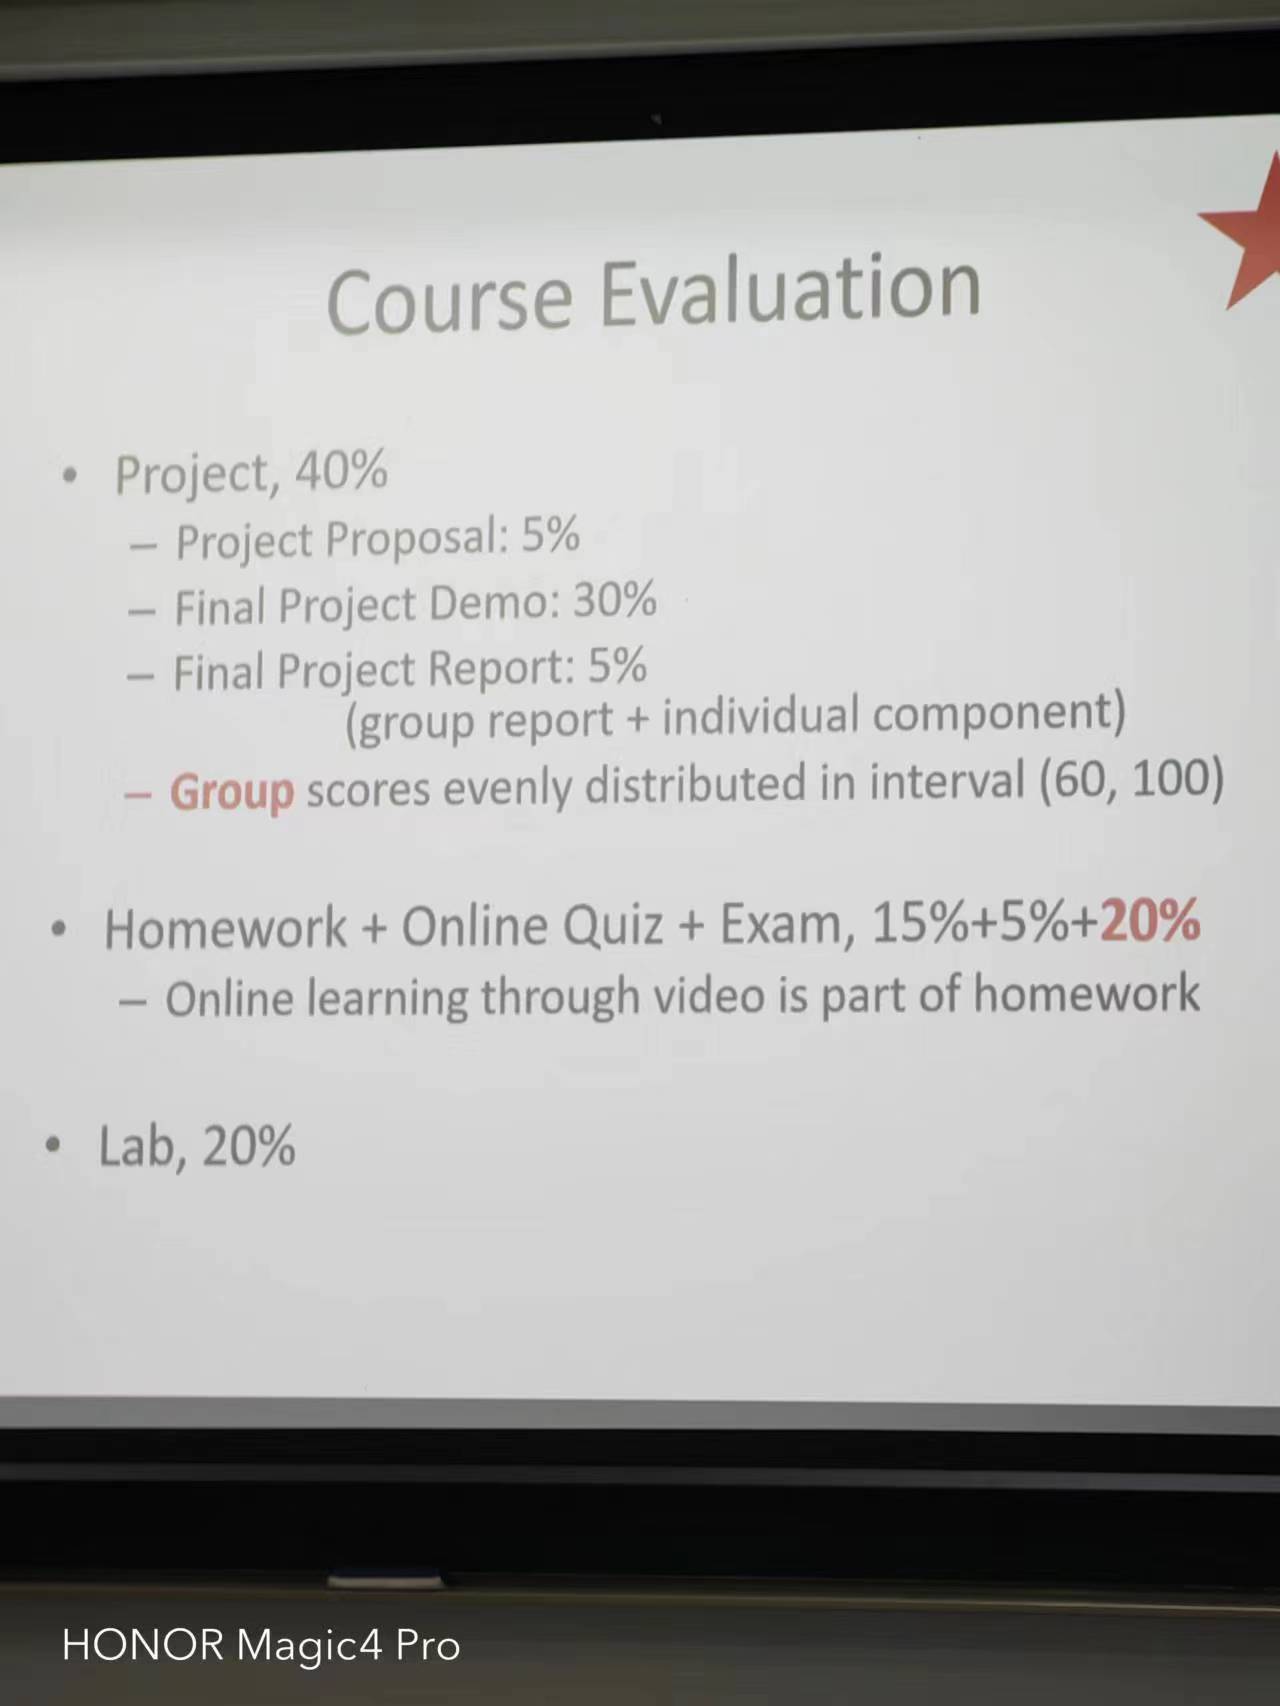 Course Evaluation
• Project, 40%
– Project Proposal: 5%
– Final Project Demo: 30%
– Final Project Report: 5%
(group report + individual component)
– Group scores evenly distributed in interval (60, 100)
• Homework + Online Quiz + Exam, 15%+5%+20%
– Online learning through video is part of homework
• Lab, 20%
HONOR Magic4 Pro